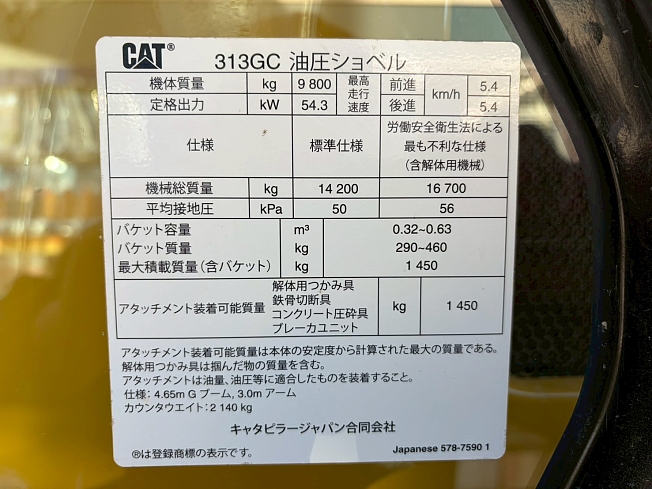 CAT® 313GC 油圧ショベル
機体質量 kg 9 800 最高走行速度 前進 km/h 5.4
定格出力 kW 54.3 後進 5.4
仕様 標準仕様 労働安全衛生法による最も不利な仕様(含解体用機械)
機械総質量 kg 14 200 16 700
平均接地圧 kPa 50 56
バケット容量 m³ 0.32~0.63
バケット質量 kg 290~460
最大積載質量(含バケット) kg 1 450
アタッチメント装着可能質量 解体用つかみ具 鉄骨切断具 コンクリート圧砕具 ブレーカユニット kg 1 450
アタッチメント装着可能質量は本体の安定度から計算された最大の質量である。
解体用つかみ具は掴んだ物の質量を含む。
アタッチメントは油量、油圧等に適合したものを装着すること。
仕様: 4.65m G ブーム, 3.0m アーム
カウンタウエイト: 2 140 kg
キャタピラージャパン合同会社
®は登録商標の表示です。 Japanese 578-7590 1